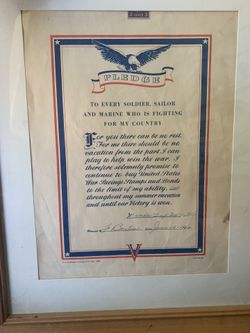 PLEDGE
TO EVERY SOLDIER, SAILOR
AND MARINE WHO IS FIGHTING
FOR MY COUNTRY
For you there can be no rest.
For me there should be no
vacation from the part I can
play to help win the war. I
therefore solemnly promise to
continue to buy United States
War Savings Stamps and Bonds
to the limit of my ability,
throughout my summer vacation
and until our Victory is won.
V